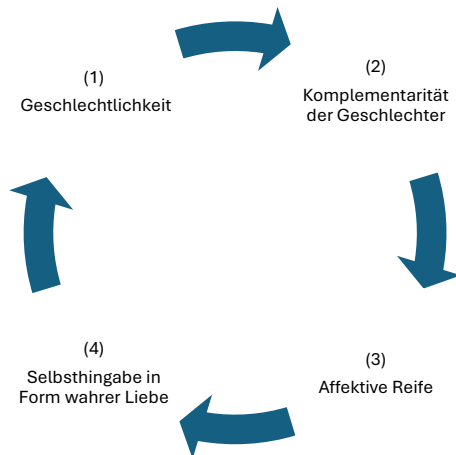 (1)
Geschlechtlichkeit
(2)
Komplementarität
der Geschlechter
(3)
Affektive Reife
(4)
Selbsthingabe in
Form wahrer Liebe